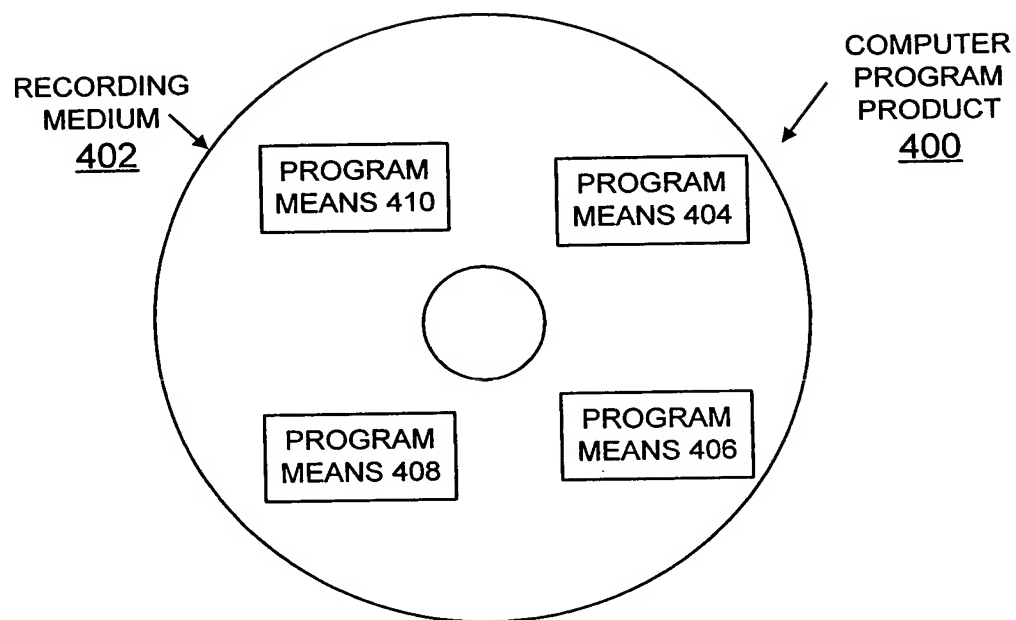 RECORDING
MEDIUM
402
COMPUTER
PROGRAM
PRODUCT
400
PROGRAM
MEANS 410
PROGRAM
MEANS 404
PROGRAM
MEANS 408
PROGRAM
MEANS 406